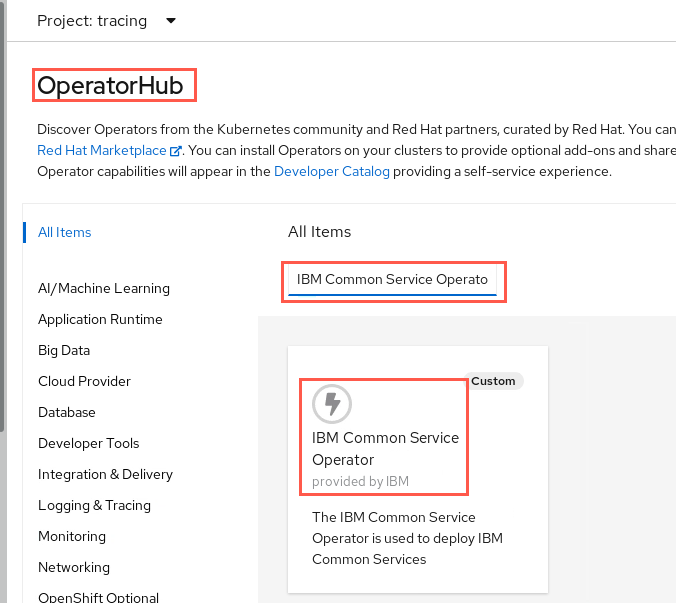 Project: tracing
OperatorHub
Discover Operators from the Kubernetes community and Red Hat partners, curated by Red Hat. You can
Red Hat Marketplace. You can install Operators on your clusters to provide optional add-ons and share
Operator capabilities will appear in the Developer Catalog providing a self-service experience.
All Items
AI/Machine Learning
Application Runtime
Big Data
Cloud Provider
Database
Developer Tools
Integration & Delivery
Logging & Tracing
Monitoring
Networking
OpenShift Optional
All Items
IBM Common Service Operato
Custom
IBM Common Service
Operator
provided by IBM
The IBM Common Service
Operator is used to deploy IBM
Common Services